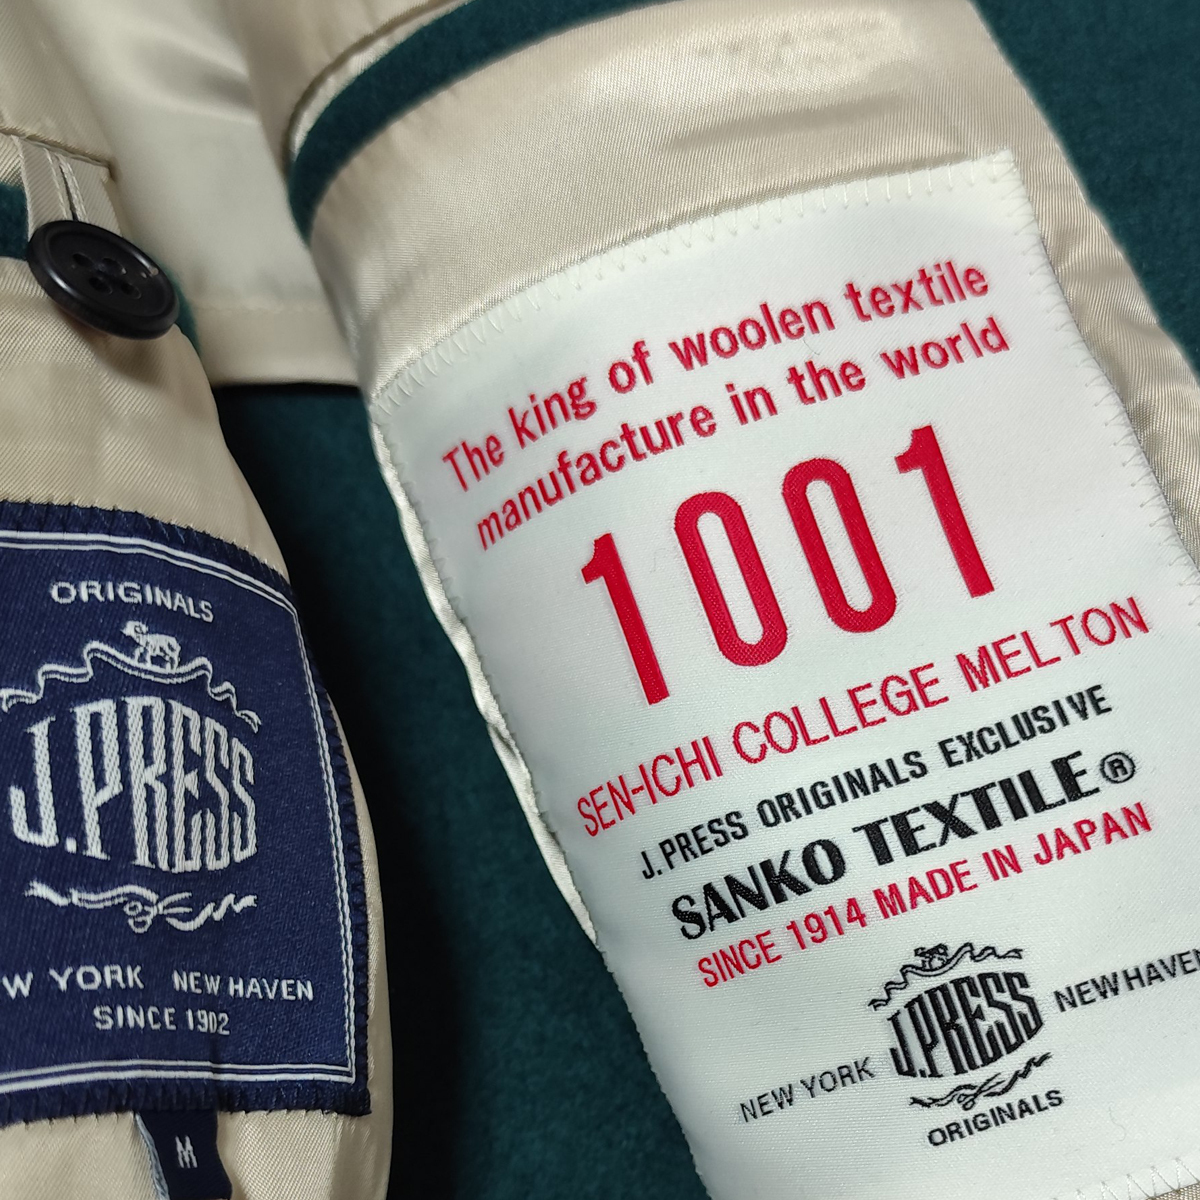 ORIGINALS
J.PRESS
W YORK NEW HAVEN
SINCE 1902
M
The king of woolen textile
manufacture in the world
1001
SEN-ICHI COLLEGE MELTON
J.PRESS ORIGINALS EXCLUSIVE
SANKO TEXTILE®
SINCE 1914 MADE IN JAPAN
J.PRESS
NEW YORK NEW HAVEN
ORIGINALS